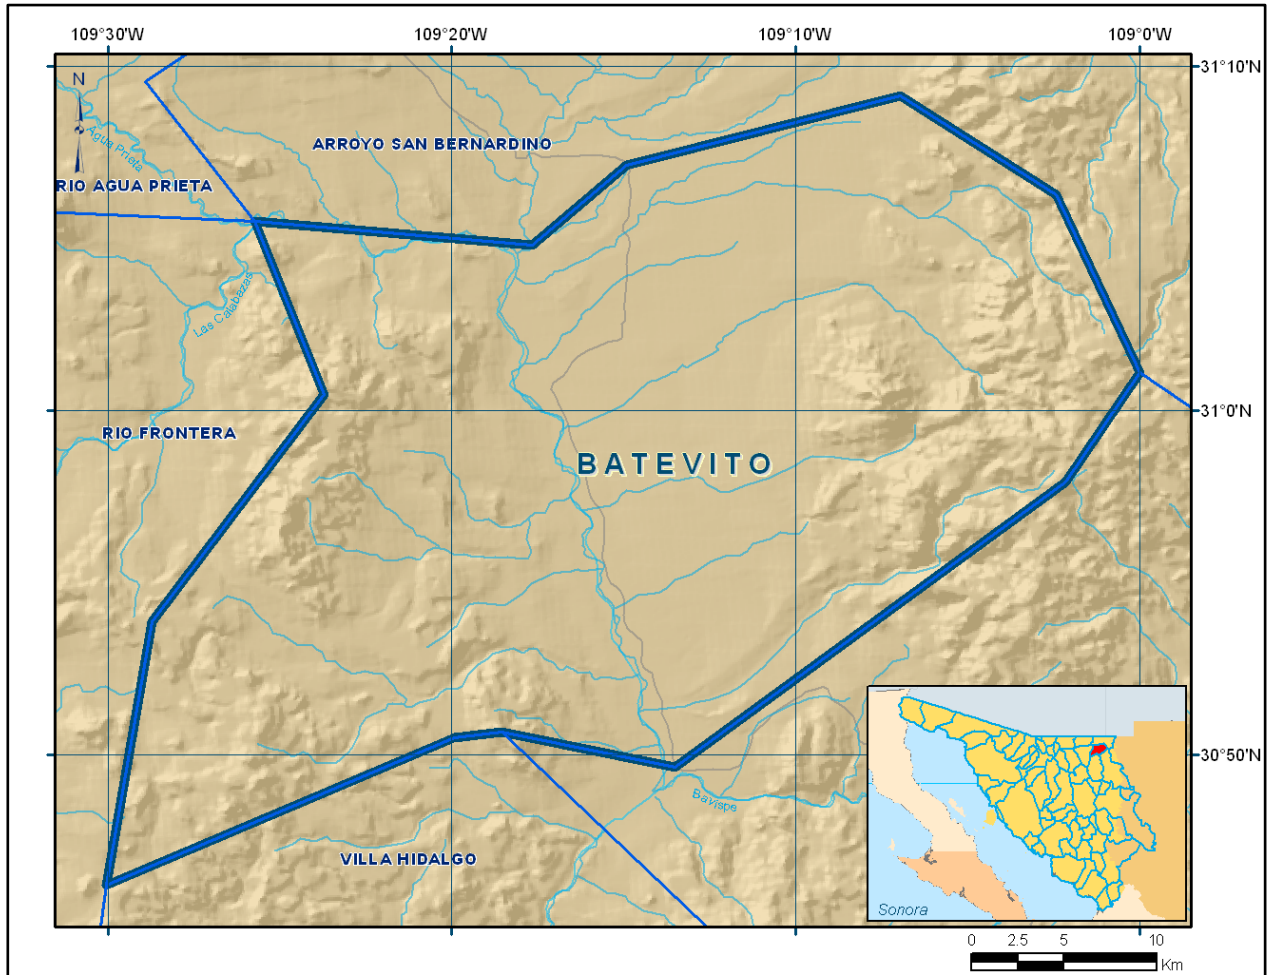 109°30'W 109°20'W 109°10'W 109°0'W
31°10'N
N
Agua Prieta
ARROYO SAN BERNARDINO
RIO AGUA PRIETA
Las Calabazas
31°0'N
RIO FRONTERA
BATEVITO
30°50'N
Bavispe
VILLA HIDALGO
Sonora
0 2.5 5 10
Km